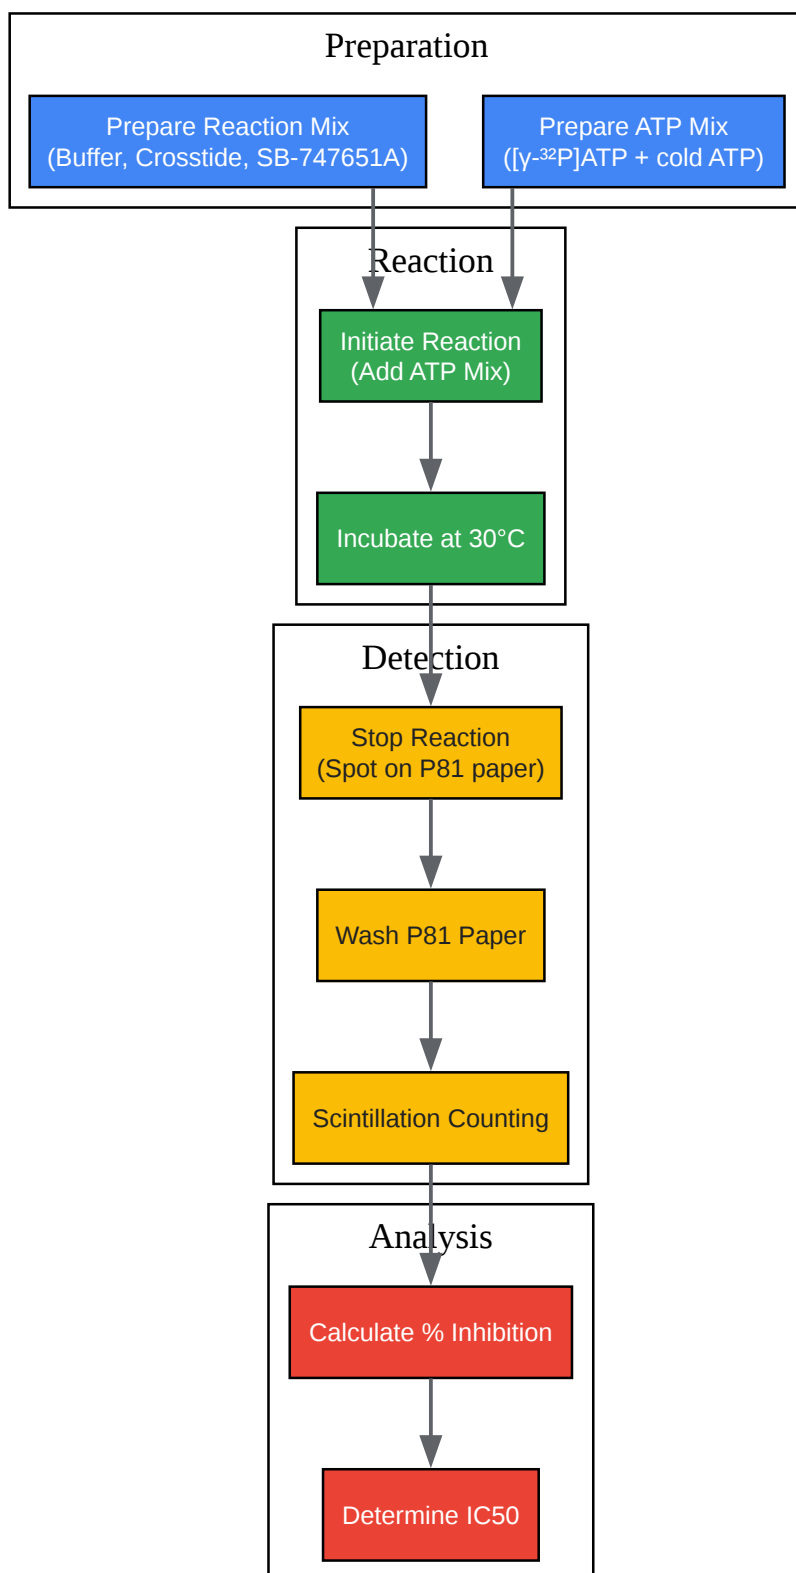 Preparation
Prepare Reaction Mix
(Buffer, Crosstide, SB-747651A)
Prepare ATP Mix
([γ-³²P]ATP + cold ATP)
Reaction
Initiate Reaction
(Add ATP Mix)
Incubate at 30°C
Detection
Stop Reaction
(Spot on P81 paper)
Wash P81 Paper
Scintillation Counting
Analysis
Calculate % Inhibition
Determine IC50